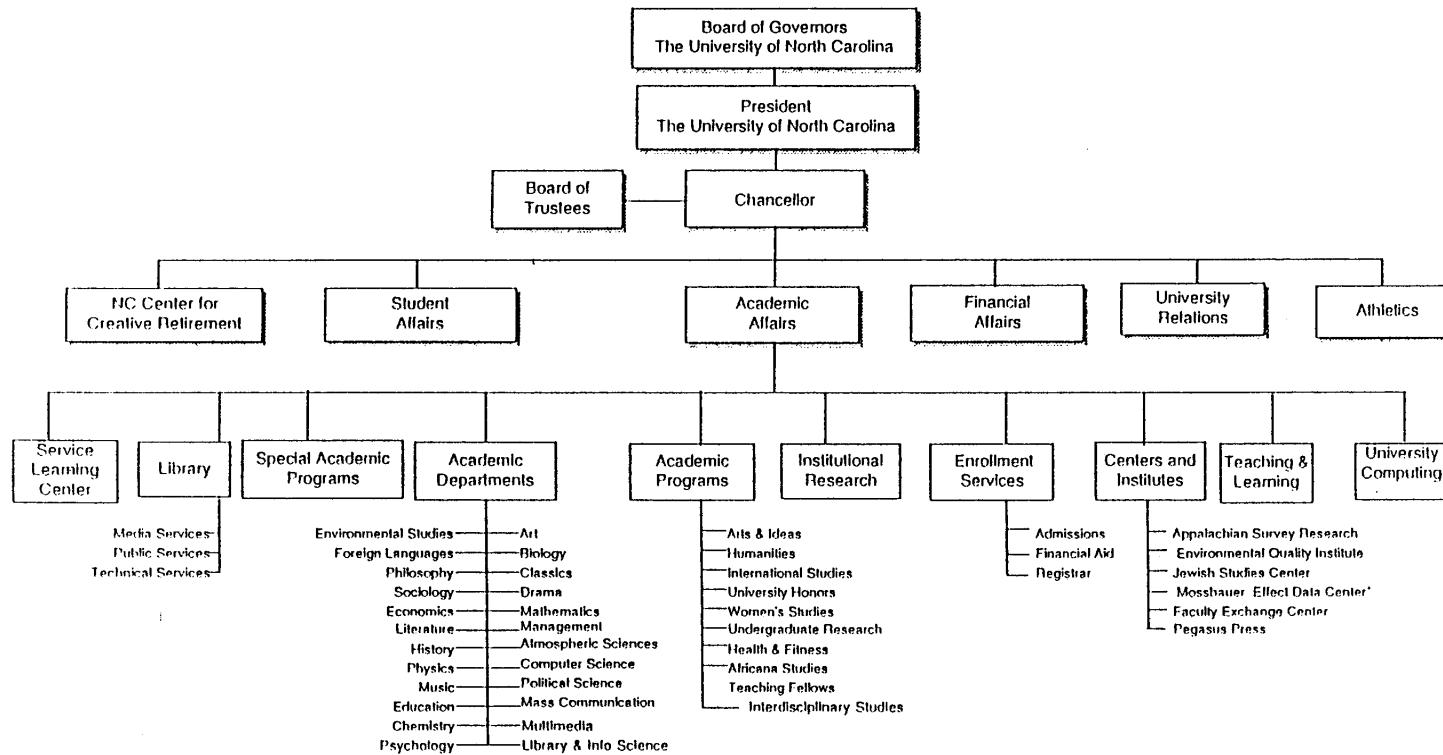 Board of Governors
The University of North Carolina
President
The University of North Carolina
Board of
Trustees
Chancellor
NC Center for
Creative Retirement
Student
Affairs
Academic
Affairs
Financial
Affairs
University
Relations
Athletics
Service
Learning
Center
Library
Special Academic
Programs
Academic
Departments
Academic
Programs
Institutional
Research
Enrollment
Services
Centers and
Institutes
Teaching &
Learning
University
Computing
Media Services
Public Services
Technical Services
Environmental Studies
Foreign Languages
Philosophy
Sociology
Economics
Literature
History
Physics
Music
Education
Chemistry
Psychology
Art
Biology
Classics
Drama
Mathematics
Management
Atmospheric Sciences
Computer Science
Political Science
Mass Communication
Multimedia
Library & Info Science
Arts & Ideas
Humanities
International Studies
University Honors
Women's Studies
Undergraduate Research
Health & Fitness
Africana Studies
Teaching Fellows
Interdisciplinary Studies
Admissions
Financial Aid
Registrar
Appalachian Survey Research
Environmental Quality Institute
Jewish Studies Center
Mossbauer Effect Data Center*
Faculty Exchange Center
Pegasus Press